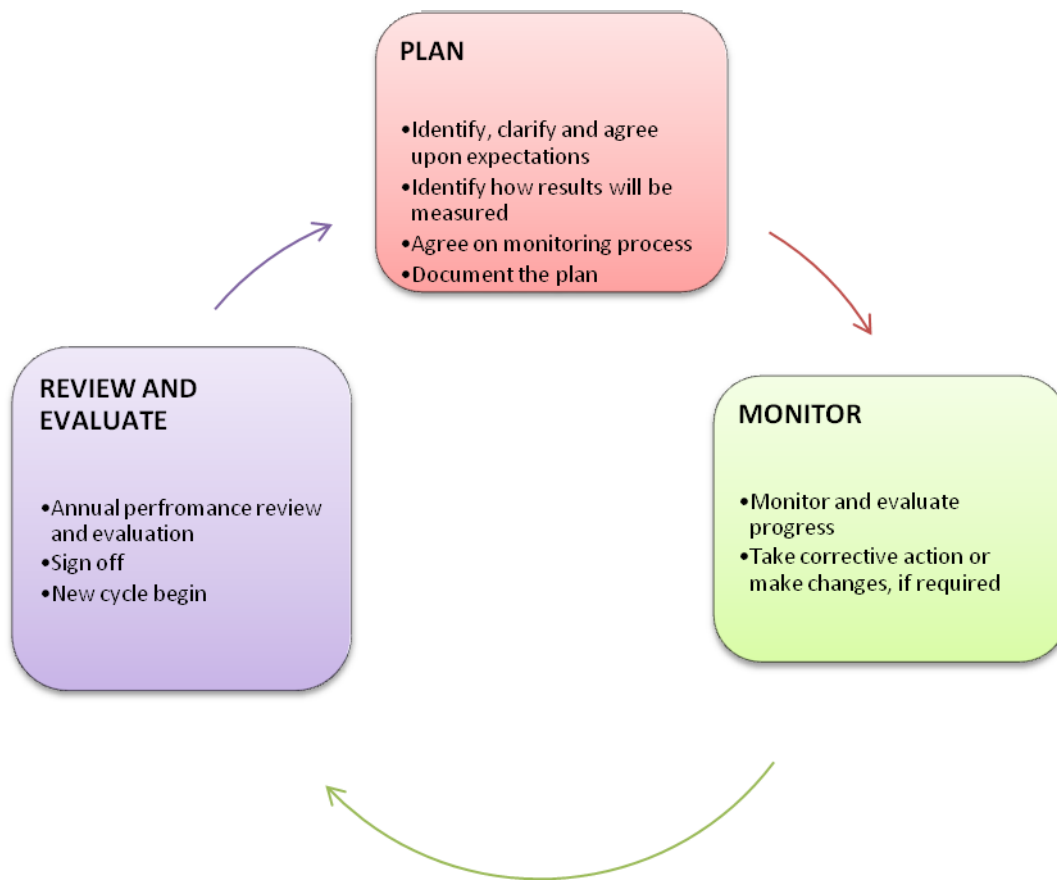 PLAN
•Identify, clarify and agree
upon expectations
•Identify how results will be
measured
•Agree on monitoring process
•Document the plan
MONITOR
•Monitor and evaluate
progress
•Take corrective action or
make changes, if required
REVIEW AND
EVALUATE
•Annual perfromance review
and evaluation
•Sign off
•New cycle begin